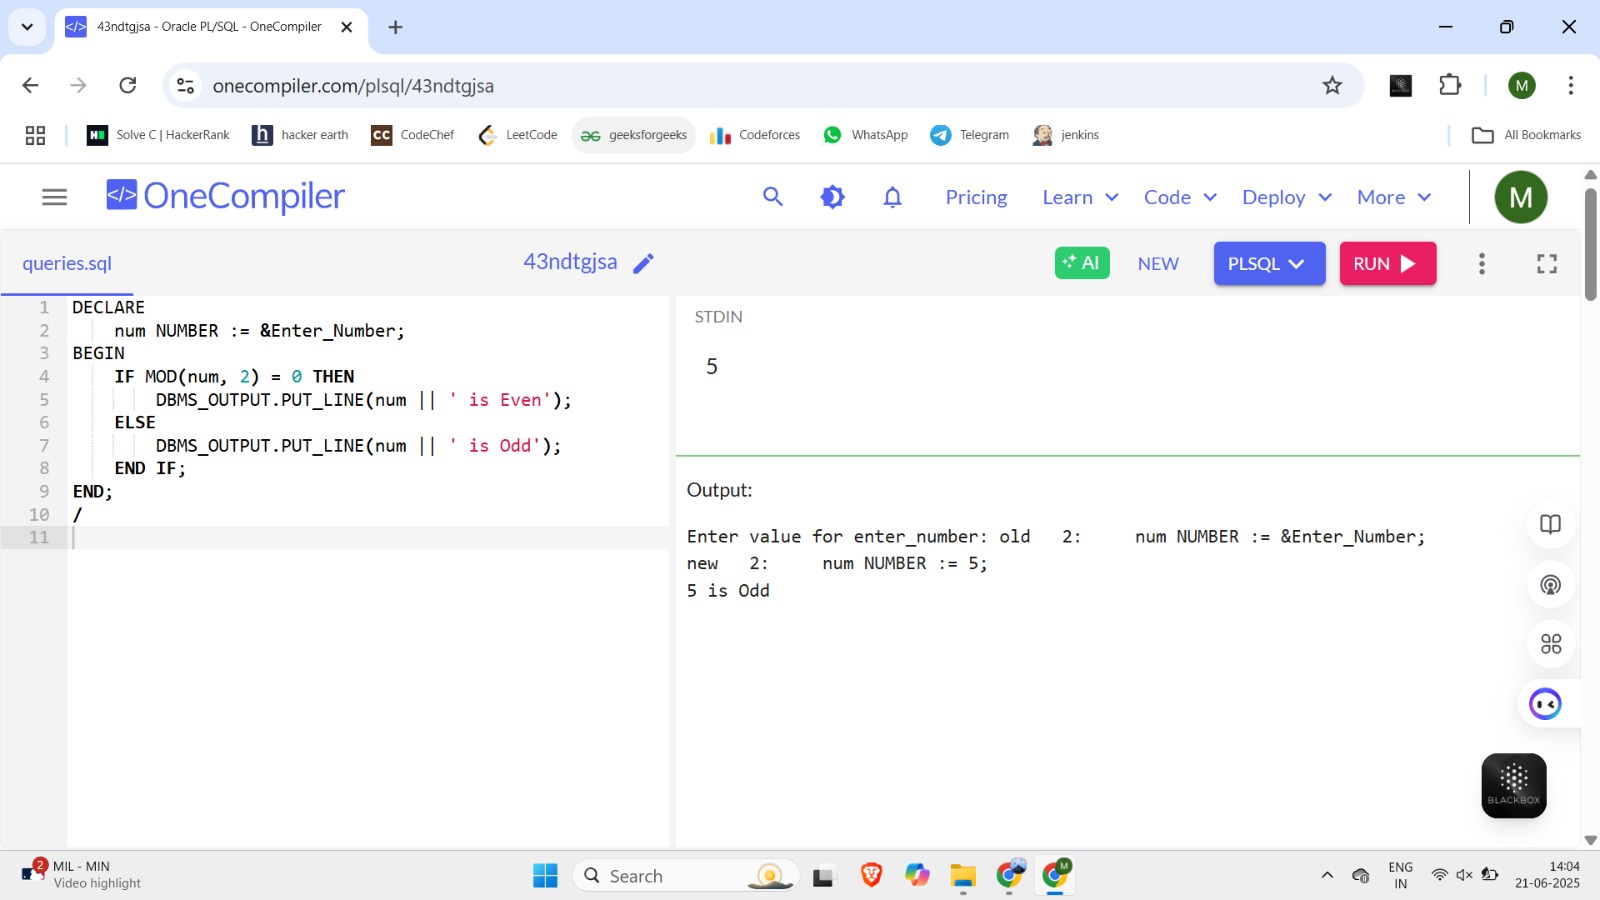 43ndtgjsa - Oracle PL/SQL - OneCompiler
onecompiler.com/plsql/43ndtgjsa
M
Solve C | HackerRank
hacker earth
CodeChef
LeetCode
geeksforgeeks
Codeforces
WhatsApp
Telegram
jenkins
All Bookmarks
OneCompiler
Pricing
Learn
Code
Deploy
More
M
queries.sql
43ndtgjsa
AI
NEW
PLSQL
RUN
1 DECLARE
2     num NUMBER := &Enter_Number;
3 BEGIN
4     IF MOD(num, 2) = 0 THEN
5         DBMS_OUTPUT.PUT_LINE(num || ' is Even');
6     ELSE
7         DBMS_OUTPUT.PUT_LINE(num || ' is Odd');
8     END IF;
9 END;
10 /
11
STDIN
5
Output:
Enter value for enter_number: old   2:     num NUMBER := &Enter_Number;
new   2:     num NUMBER := 5;
5 is Odd
BLACKBOX
2
MIL - MIN
Video highlight
Search
M
ENG
IN
14:04
21-06-2025